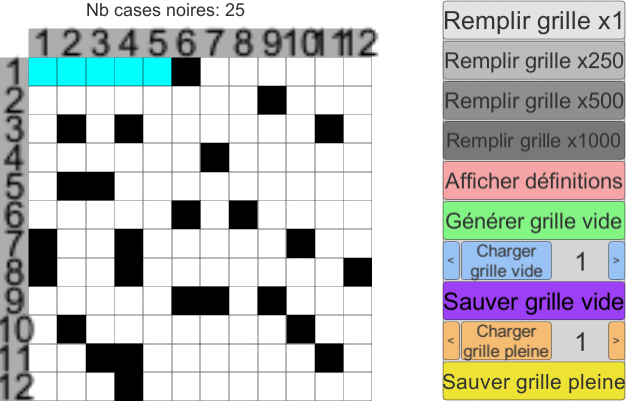 Nb cases noires: 25
1 2 3 4 5 6 7 8 9 10 11 12
1
2
3
4
5
6
7
8
9
10
11
12
Remplir grille x1
Remplir grille x250
Remplir grille x500
Remplir grille x1000
Afficher définitions
Générer grille vide
< Charger
grille vide 1 >
Sauver grille vide
< Charger
grille pleine 1 >
Sauver grille pleine